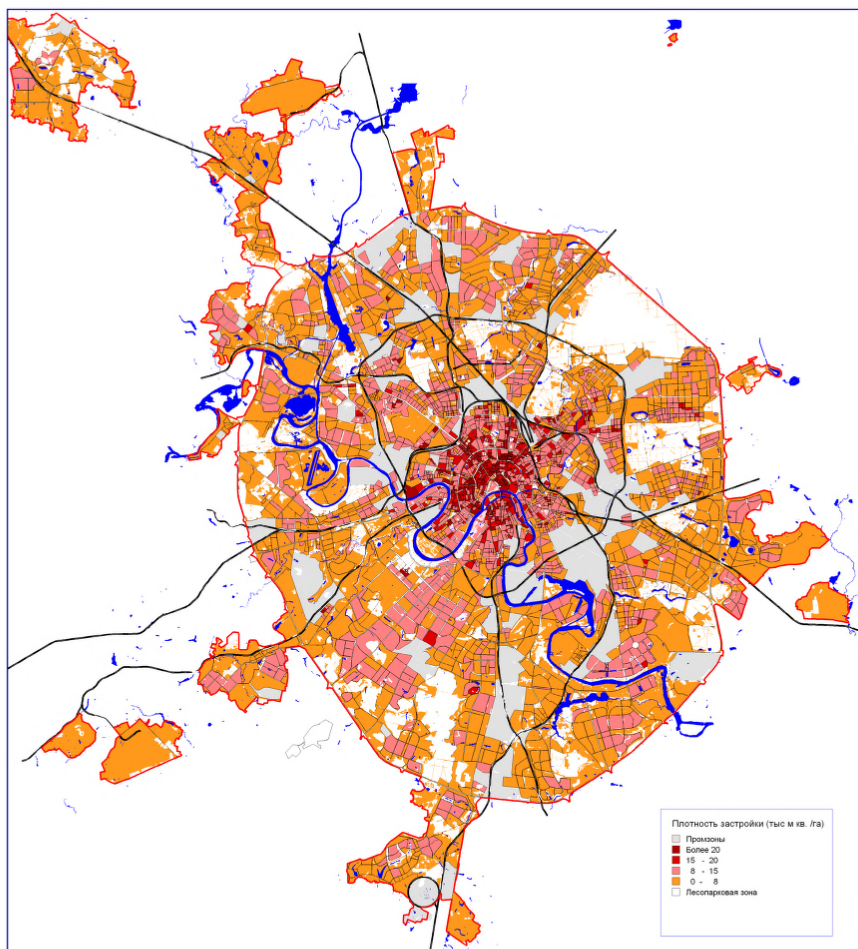 Плотность застройки (тыс м кв. /га)
Промзоны
Более 20
15 - 20
8 - 15
0 - 8
Лесопарковая зона